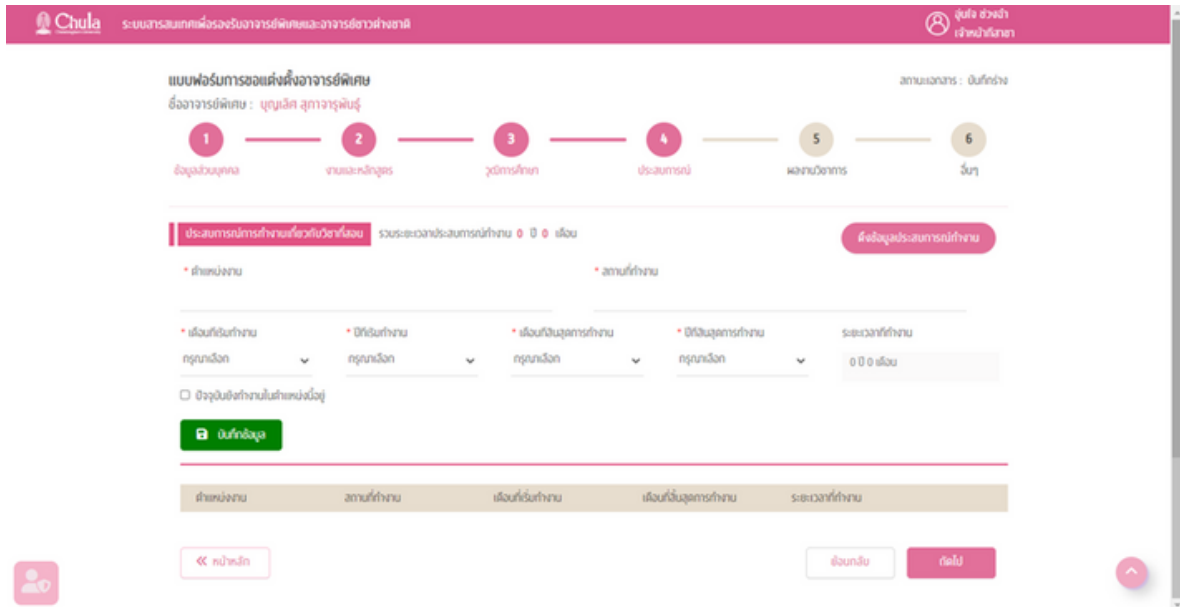 Chula
ระบบสารสนเทศเพื่อรองรับอาจารย์พิเศษและอาจารย์ชาวต่างชาติ
อุ่นใจ ช่วงฉ่ำ
เจ้าหน้าที่สาขา
แบบฟอร์มการขอแต่งตั้งอาจารย์พิเศษ
สถานะเอกสาร : บันทึกร่าง
ชื่ออาจารย์พิเศษ : บุญเลิศ สุภาจารุพันธุ์
1 2 3 4 5 6
ข้อมูลส่วนบุคคล งานและหลักสูตร วุฒิการศึกษา ประสบการณ์ ผลงานวิชาการ อื่นๆ
ประสบการณ์การทำงานเกี่ยวกับวิชาที่สอน รวมระยะเวลาประสบการณ์ทำงาน 0 ปี 0 เดือน ดึงข้อมูลประสบการณ์ทำงาน
* ตำแหน่งงาน * สถานที่ทำงาน
* เดือนที่เริ่มทำงาน * ปีที่เริ่มทำงาน * เดือนที่สิ้นสุดการทำงาน * ปีที่สิ้นสุดการทำงาน ระยะเวลาที่ทำงาน
กรุณาเลือก กรุณาเลือก กรุณาเลือก กรุณาเลือก 0 ปี 0 เดือน
ปัจจุบันยังทำงานในตำแหน่งนี้อยู่
บันทึกข้อมูล
ตำแหน่งงาน สถานที่ทำงาน เดือนที่เริ่มทำงาน เดือนที่สิ้นสุดการทำงาน ระยะเวลาที่ทำงาน
หน้าหลัก ย้อนกลับ ถัดไป